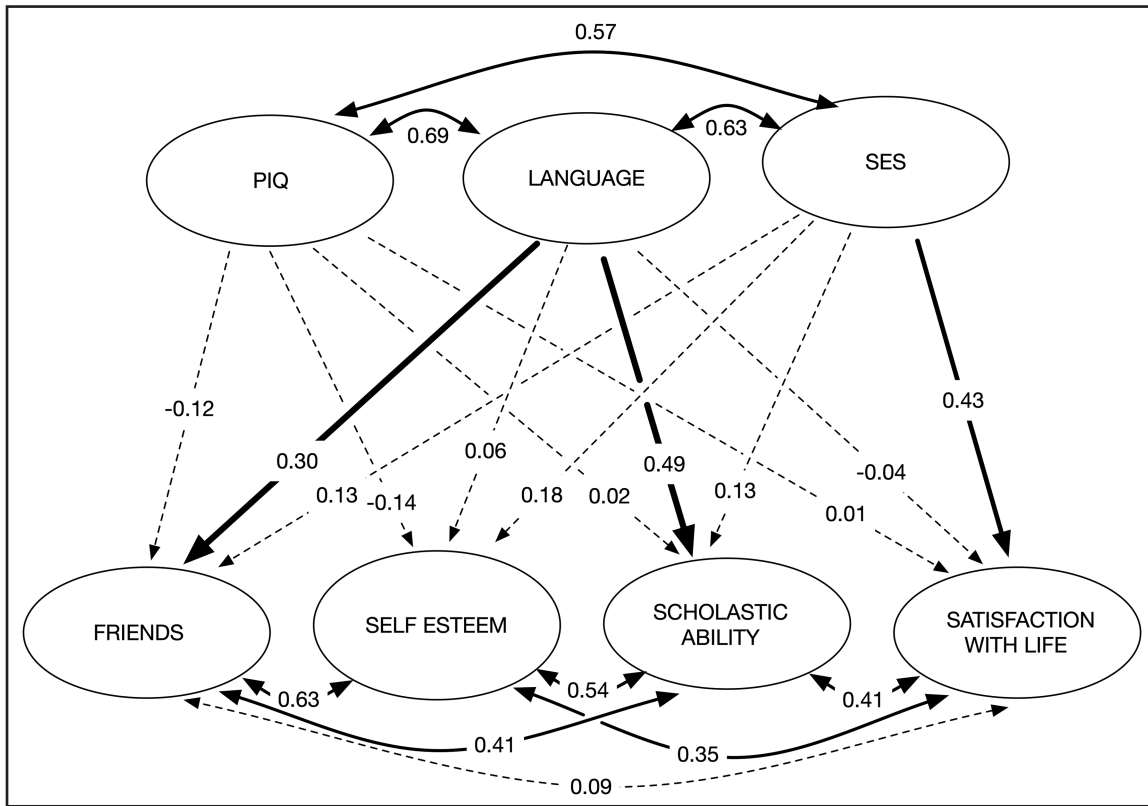 0.57
0.69
0.63
PIQ
LANGUAGE
SES
-0.12
0.30
0.06
0.13
-0.14
0.18
0.02
0.49
0.13
0.01
-0.04
0.43
FRIENDS
SELF ESTEEM
SCHOLASTIC
ABILITY
SATISFACTION
WITH LIFE
0.63
0.54
0.41
0.41
0.35
0.09